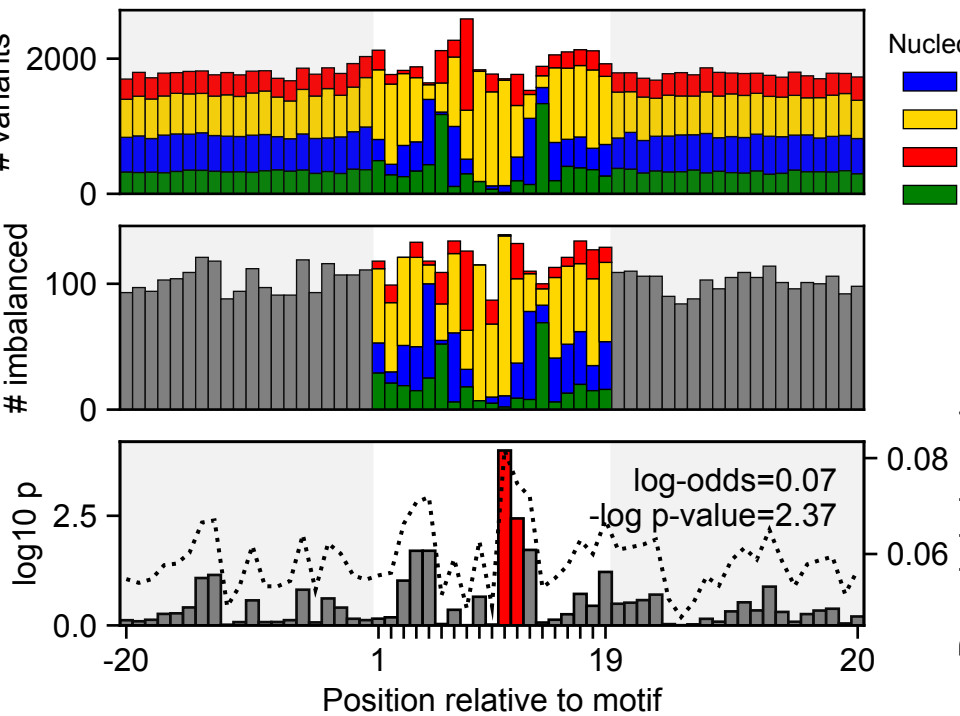 # variants
2000
0
Nucleo
# imbalanced
100
0
log10 p
2.5
0.0
log-odds=0.07
-log p-value=2.37
0.08
0.06
-20
1
19
20
Position relative to motif